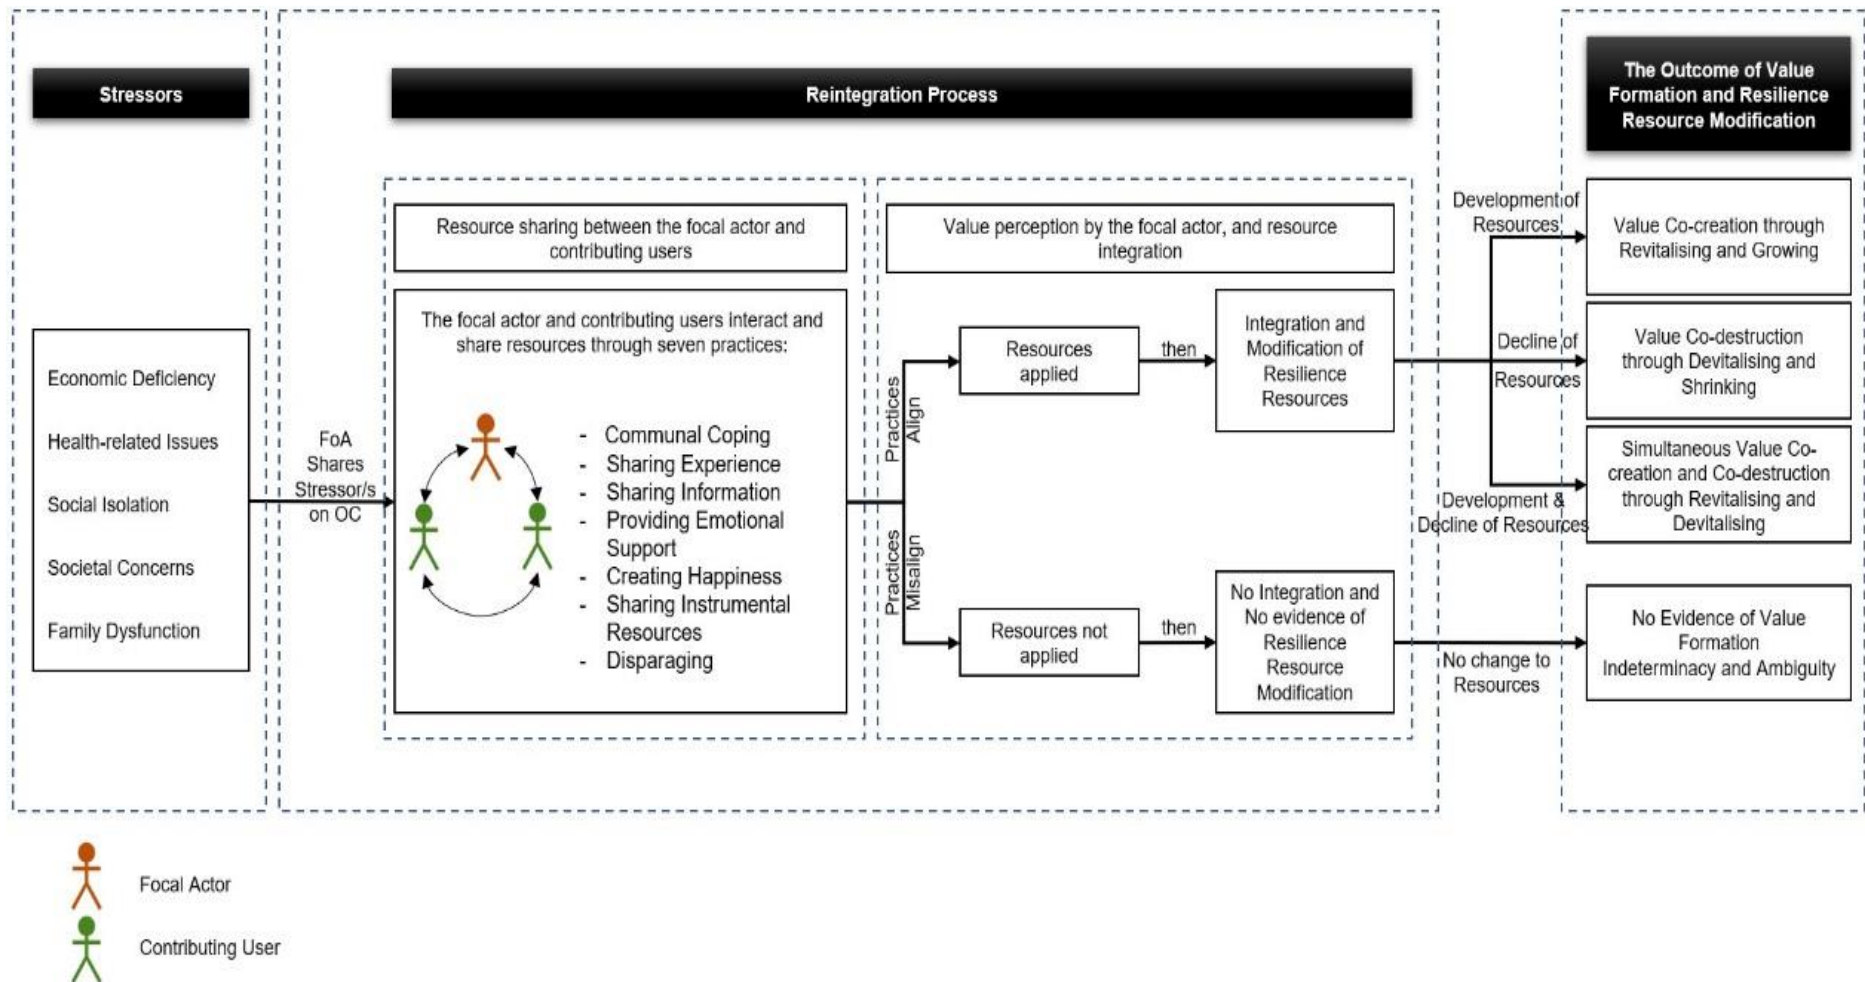 Stressors
Economic Deficiency
Health-related Issues
Social Isolation
Societal Concerns
Family Dysfunction
FoA
Shares
Stressor/s
on OC
Reintegration Process
Resource sharing between the focal actor and
contributing users
The focal actor and contributing users interact and
share resources through seven practices:
- Communal Coping
- Sharing Experience
- Sharing Information
- Providing Emotional
Support
- Creating Happiness
- Sharing Instrumental
Resources
- Disparaging
Value perception by the focal actor, and resource
integration
Practices
Align
Resources
applied
then
Integration and
Modification of
Resilience
Resources
Practices
Misalign
Resources not
applied
then
No Integration and
No evidence of
Resilience
Resource
Modification
Development of
Resources
Decline of
Resources
Development &
Decline of Resources
No change to
Resources
The Outcome of Value
Formation and Resilience
Resource Modification
Value Co-creation through
Revitalising and Growing
Value Co-destruction
through Devitalising and
Shrinking
Simultaneous Value Co-
creation and Co-destruction
through Revitalising and
Devitalising
No Evidence of Value
Formation
Indeterminacy and Ambiguity
Focal Actor
Contributing User